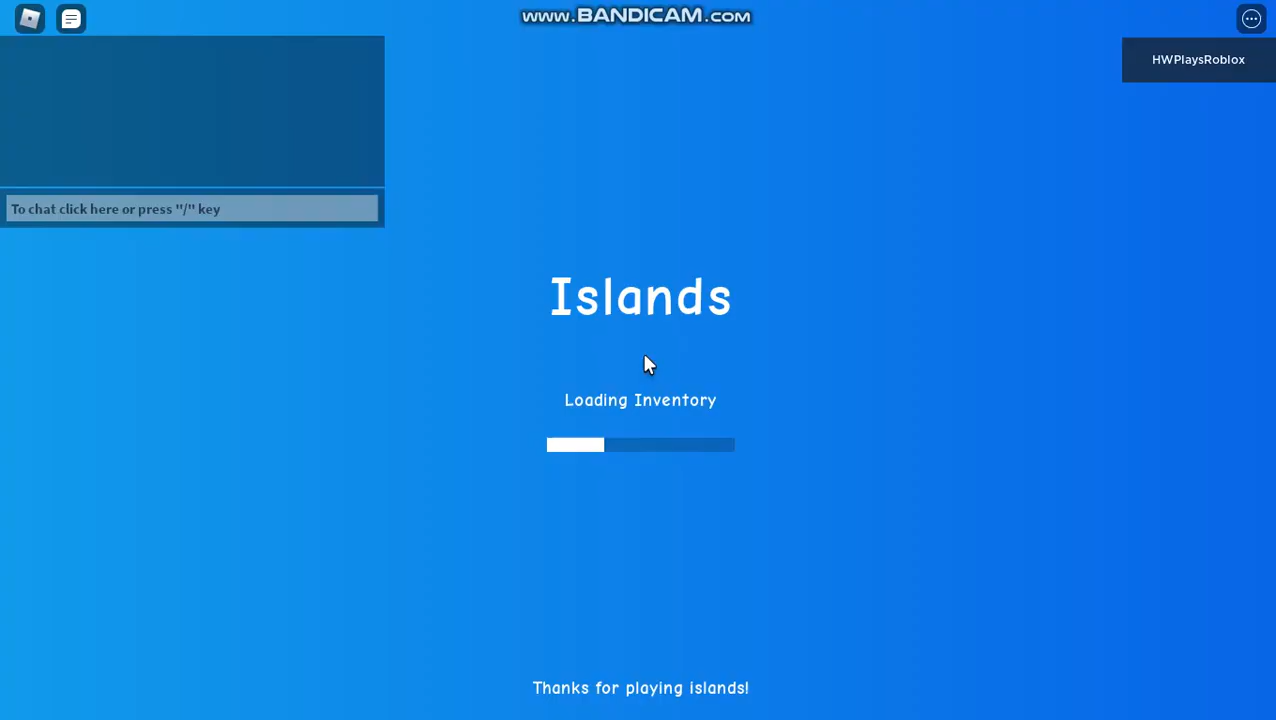 www.BANDICAM.COM
HWPlaysRoblox
To chat click here or press "/" key
Islands
Loading Inventory
Thanks for playing islands!